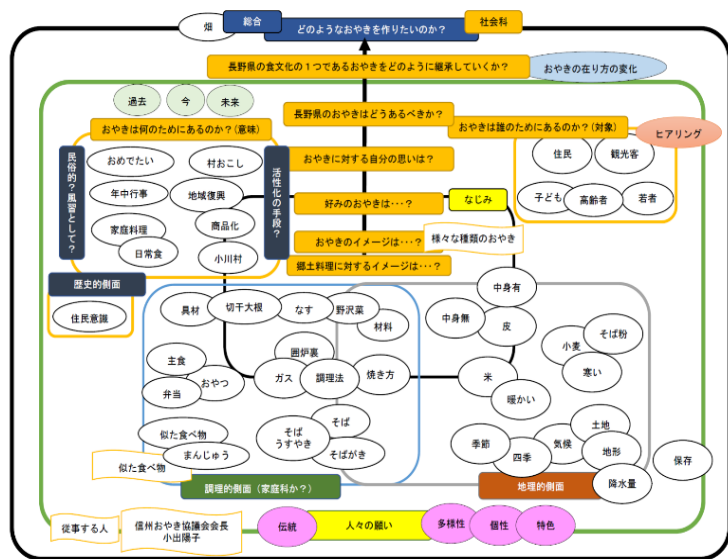 畑
総合
社会科
どのようなおやきを作りたいのか？
長野県の食文化の１つであるおやきをどのように継承していくか？
おやきの在り方の変化
過去
今
未来
長野県のおやきはどうあるべきか？
おやきは何のためにあるのか？(意味)
おやきは誰のためにあるのか？(対象)
ヒアリング
民俗的？風習として？
おめでたい
村おこし
年中行事
地域復興
家庭料理
日常食
商品化
小川村
活性化の手段？
おやきに対する自分の思いは？
好みのおやきは・・・？
なじみ
おやきのイメージは・・・？
様々な種類のおやき
郷土料理に対するイメージは・・・？
住民
観光客
子ども
高齢者
若者
歴史的側面
住民意識
具材
切干大根
なす
野沢菜
材料
中身有
中身無
皮
小麦
そば粉
寒い
主食
おやつ
弁当
囲炉裏
ガス
調理法
焼き方
米
暖かい
似た食べ物
まんじゅう
似た食べ物
そば
うすやき
そば
そばがき
季節
四季
気候
土地
地形
降水量
保存
調理的側面（家庭科か？）
地理的側面
従事する人
信州おやき協議会会長
小出陽子
伝統
人々の願い
多様性
個性
特色